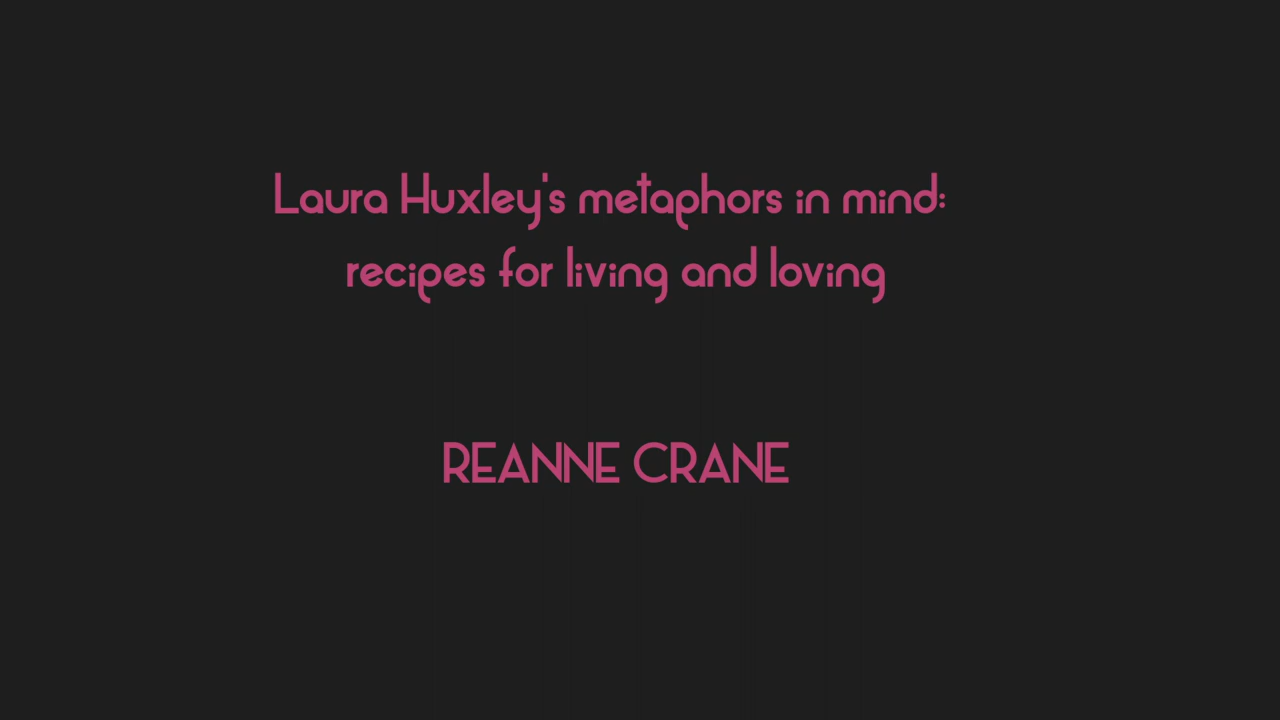 Laura Huxley's metaphors in mind:
recipes for living and loving
REANNE CRANE